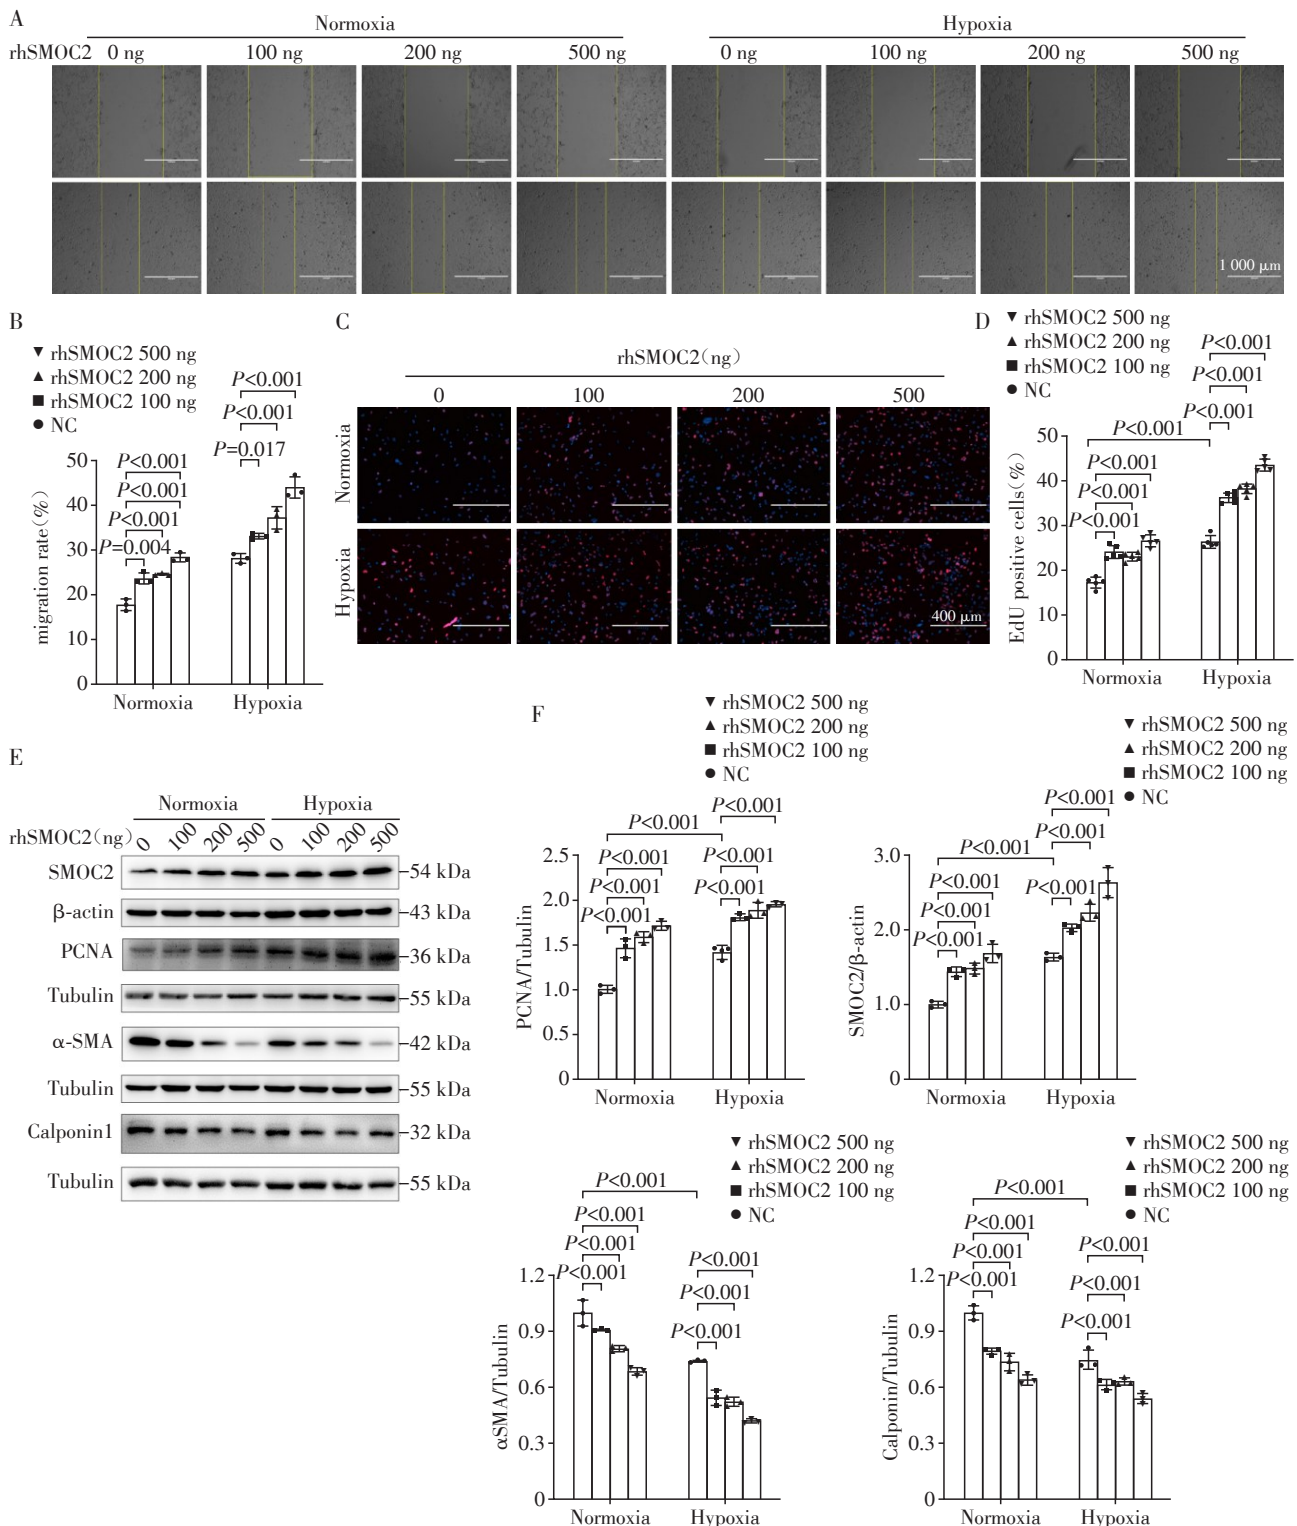 A
Normoxia
Hypoxia
rhSMOC2 0 ng 100 ng 200 ng 500 ng 0 ng 100 ng 200 ng 500 ng
1 000 μm
B
▼ rhSMOC2 500 ng
▲ rhSMOC2 200 ng
■ rhSMOC2 100 ng
● NC
P<0.001
P<0.001
P=0.017
P<0.001
P<0.001
P<0.001
P=0.004
migration rate(%)
50
40
30
20
10
0
Normoxia Hypoxia
C
rhSMOC2(ng)
0 100 200 500
Normoxia
Hypoxia
400 μm
D
▼ rhSMOC2 500 ng
▲ rhSMOC2 200 ng
■ rhSMOC2 100 ng
● NC
P<0.001
P<0.001
P<0.001
P<0.001
P<0.001
P<0.001
P<0.001
EdU positive cells(%)
50
40
30
20
10
0
Normoxia Hypoxia
E
Normoxia Hypoxia
rhSMOC2(ng) 0 100 200 500 0 100 200 500
SMOC2 54 kDa
β-actin 43 kDa
PCNA 36 kDa
Tubulin 55 kDa
α-SMA 42 kDa
Tubulin 55 kDa
Calponin1 32 kDa
Tubulin 55 kDa
F
▼ rhSMOC2 500 ng
▲ rhSMOC2 200 ng
■ rhSMOC2 100 ng
● NC
P<0.001
P<0.001
P<0.001
P<0.001
P<0.001
P<0.001
P<0.001
PCNA/Tubulin
2.5
2.0
1.5
1.0
0.5
0
Normoxia Hypoxia
▼ rhSMOC2 500 ng
▲ rhSMOC2 200 ng
■ rhSMOC2 100 ng
● NC
P<0.001
P<0.001
P<0.001
P<0.001
P<0.001
P<0.001
P<0.001
SMOC2/β-actin
3.0
2.0
1.0
0
Normoxia Hypoxia
▼ rhSMOC2 500 ng
▲ rhSMOC2 200 ng
■ rhSMOC2 100 ng
● NC
P<0.001
P<0.001
P<0.001
P<0.001
P<0.001
P<0.001
P<0.001
αSMA/Tubulin
1.2
0.9
0.6
0.3
0
Normoxia Hypoxia
▼ rhSMOC2 500 ng
▲ rhSMOC2 200 ng
■ rhSMOC2 100 ng
● NC
P<0.001
P<0.001
P<0.001
P<0.001
P<0.001
P<0.001
P<0.001
Calponin/Tubulin
1.2
0.9
0.6
0.3
0
Normoxia Hypoxia